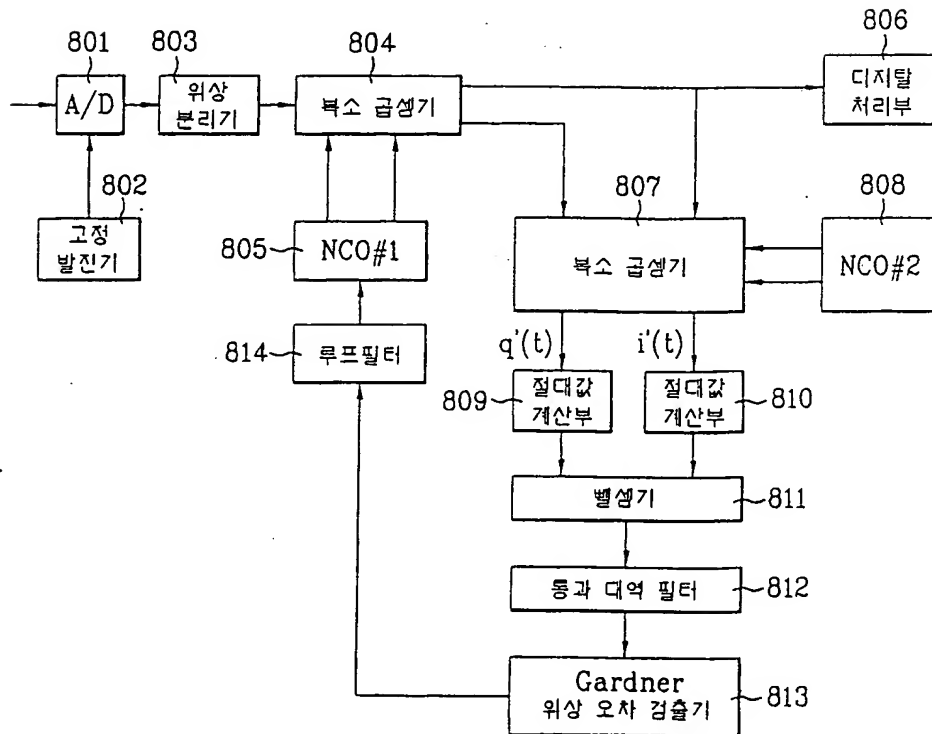 801
A/D
802
고정
발진기
803
위상
분리기
804
복소 곱셈기
805
NCO#1
806
디지탈
처리부
807
복소 곱셈기
808
NCO#2
q'(t)
i'(t)
809
절대값
계산부
절대값
계산부
810
814
루프필터
뺄셈기
811
통과 대역 필터
812
Gardner
위상 오차 검출기
813